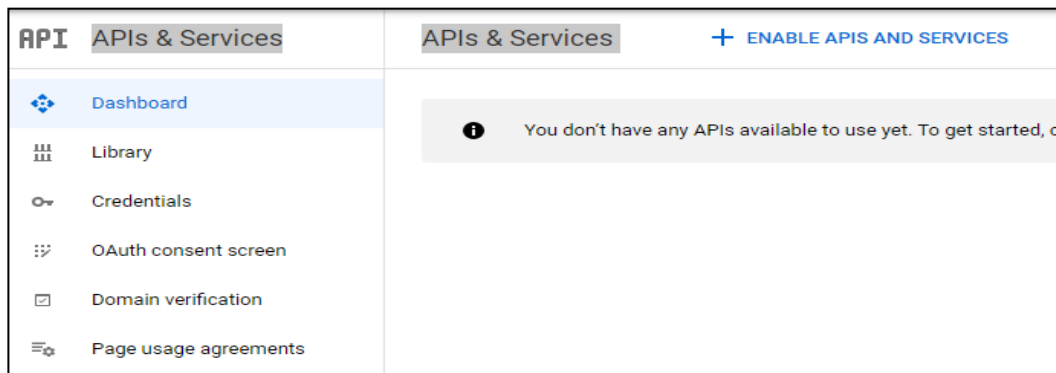 API APIs & Services
APIs & Services
ENABLE APIS AND SERVICES
Dashboard
You don't have any APIs available to use yet. To get started,
Library
Credentials
OAuth consent screen
Domain verification
Page usage agreements